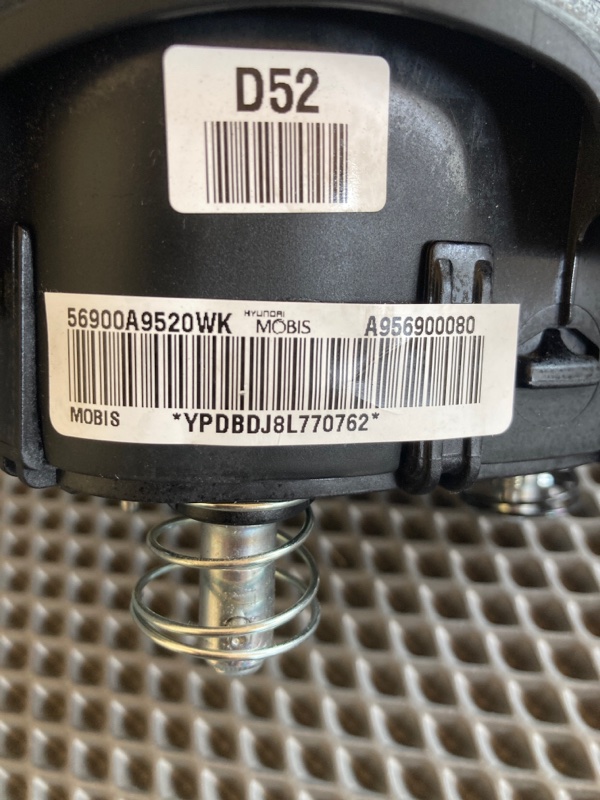 D52
56900A9520WK HYUNDAI MOBIS A956900080
MOBIS *YPDBDJ8L770762*